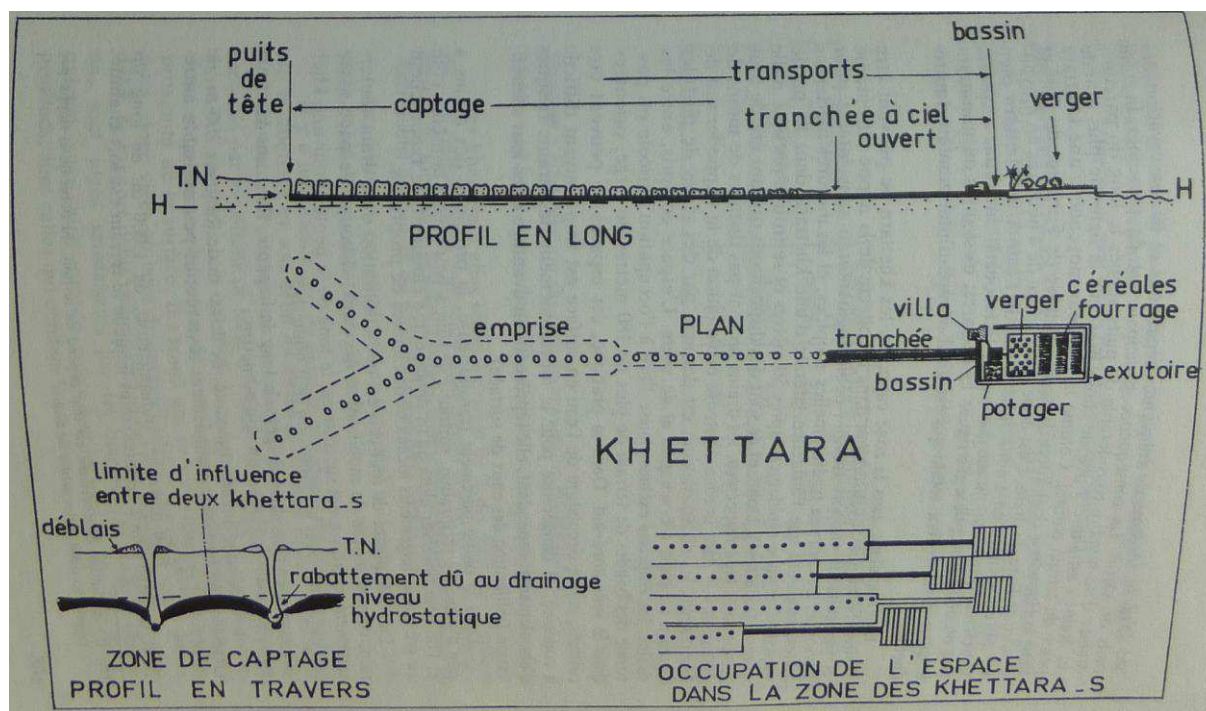 puits
de
tête
bassin
transports
captage
verger
tranchée à ciel
ouvert
T.N
H
H
PROFIL EN LONG
emprise
PLAN
villa
verger
céréales
fourrage
tranchée
bassin
exutoire
potager
KHETTARA
limite d'influence
entre deux khettara_s
déblais
T.N.
rabattement dû au drainage
niveau
hydrostatique
ZONE DE CAPTAGE
PROFIL EN TRAVERS
OCCUPATION DE L'ESPACE
DANS LA ZONE DES KHETTARA_S